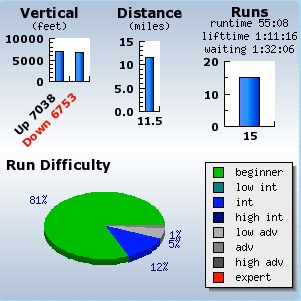 Vertical
(feet)
10000
5000
0
Up 7038
Down 6753
Distance
(miles)
15
10
5.0
0.0
11.5
Runs
runtime 55:08
lifttime 1:11:16
waiting 1:32:06
20
10
0
15
Run Difficulty
81%
1%
5%
12%
beginner
low int
int
high int
low adv
adv
high adv
expert